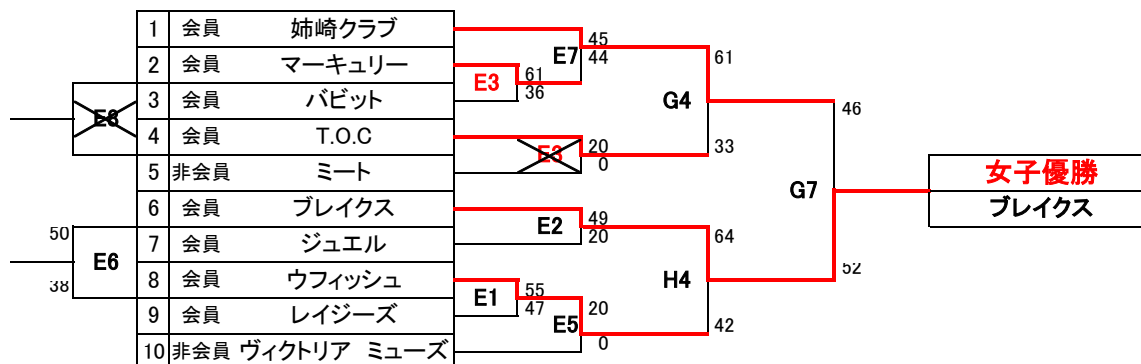 1 会員 姉崎クラブ
2 会員 マーキュリー
3 会員 バビット
4 会員 T.O.C
5 非会員 ミート
6 会員 ブレイクス
7 会員 ジュエル
8 会員 ウフィッシュ
9 会員 レイジーズ
10 非会員 ヴィクトリア ミューズ
E8
50
E6
38
E3
61
36
E7
45
44
E3
20
0
E2
49
20
E1
55
47
E5
20
0
61
G4
33
64
H4
42
46
G7
52
女子優勝
ブレイクス